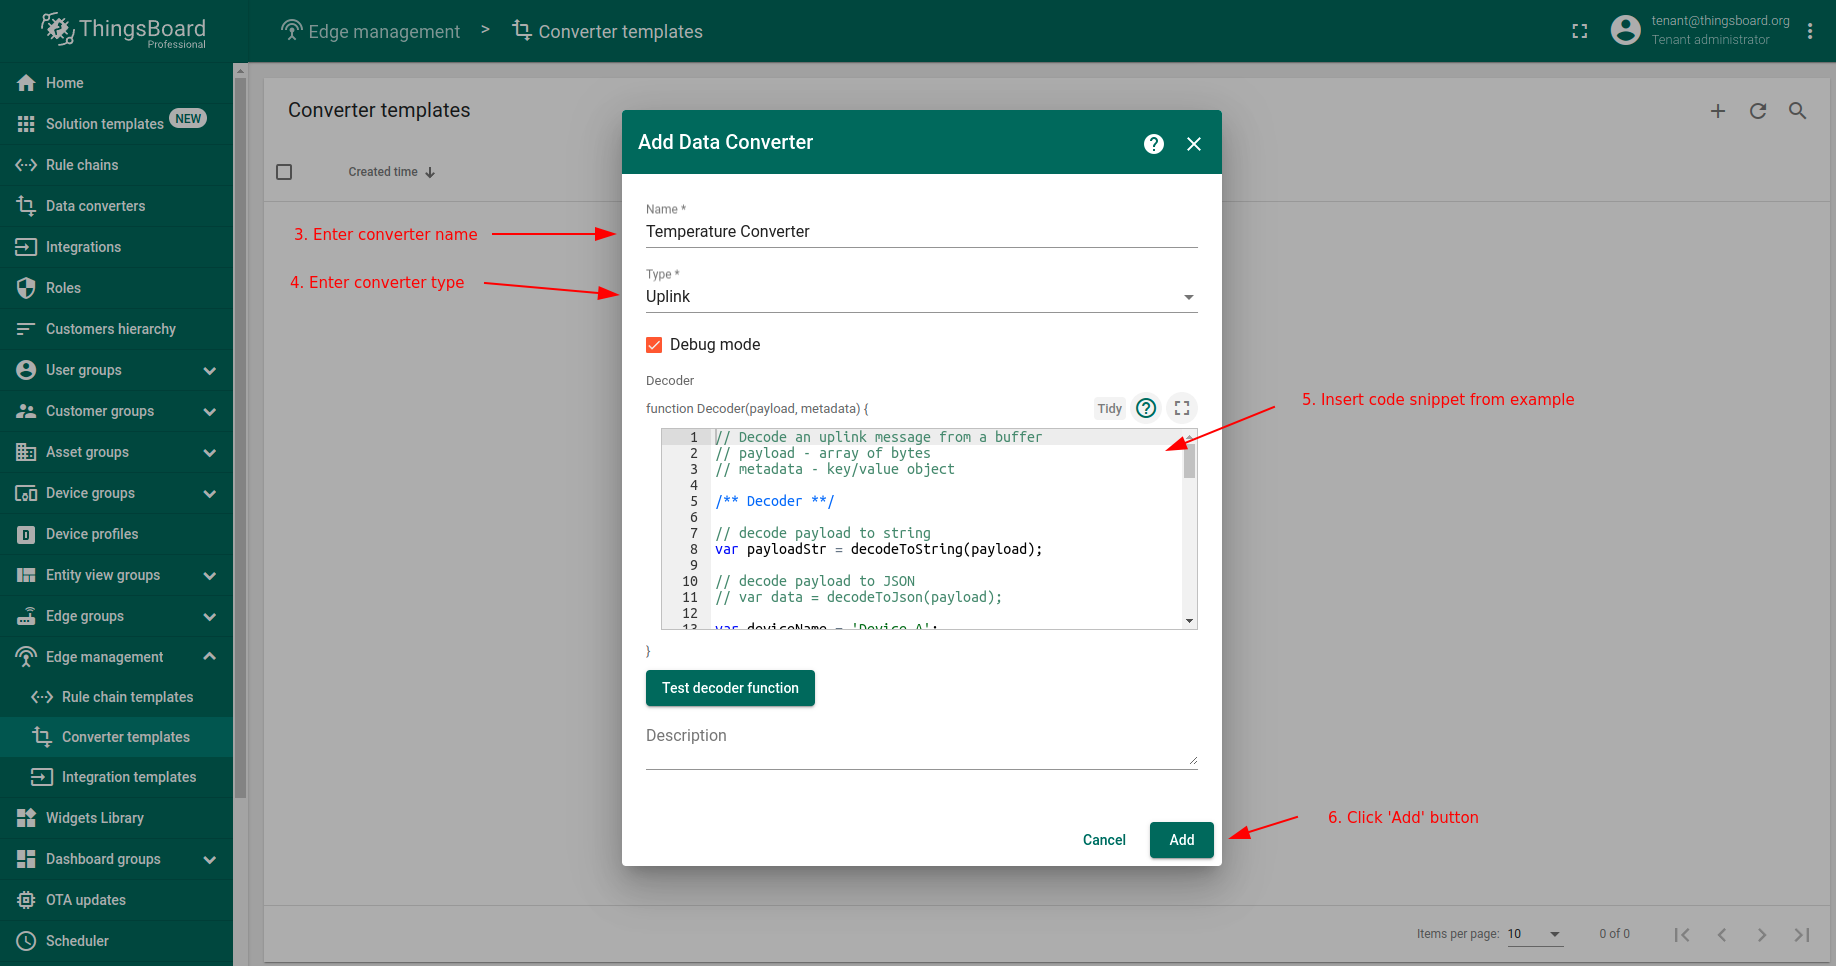 ThingsBoard
Professional
Edge management > Converter templates
tenant@thingsboard.org
Tenant administrator
Home
Solution templates NEW
Rule chains
Data converters
Integrations
Roles
Customers hierarchy
User groups
Customer groups
Asset groups
Device groups
Device profiles
Entity view groups
Edge groups
Edge management
Rule chain templates
Converter templates
Integration templates
Widgets Library
Dashboard groups
OTA updates
Scheduler
Converter templates
Created time
Add Data Converter
Name *
3. Enter converter name
Temperature Converter
Type *
4. Enter converter type
Uplink
Debug mode
Decoder
function Decoder(payload, metadata) {
Tidy
5. Insert code snippet from example
1 // Decode an uplink message from a buffer
2 // payload - array of bytes
3 // metadata - key/value object
4
5 /** Decoder **/
6
7 // decode payload to string
8 var payloadStr = decodeToString(payload);
9
10 // decode payload to JSON
11 // var data = decodeToJson(payload);
12
13 var deviceName = 'Device A';
}
Test decoder function
Description
6. Click 'Add' button
Cancel
Add
Items per page: 10
0 of 0